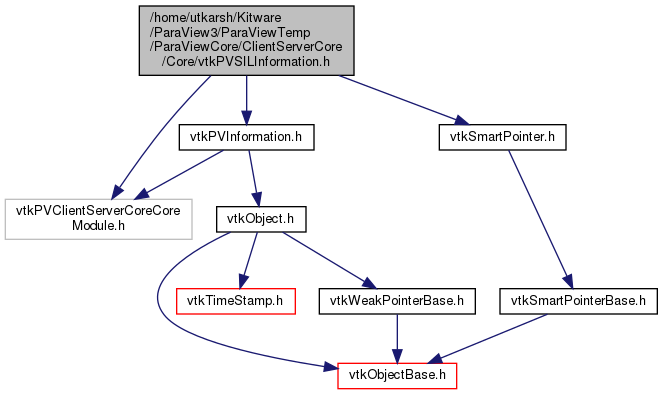 /home/utkarsh/Kitware
/ParaView3/ParaViewTemp
/ParaViewCore/ClientServerCore
/Core/vtkPVSILInformation.h
vtkPVInformation.h
vtkSmartPointer.h
vtkPVClientServerCoreCore
Module.h
vtkObject.h
vtkTimeStamp.h
vtkWeakPointerBase.h
vtkSmartPointerBase.h
vtkObjectBase.h